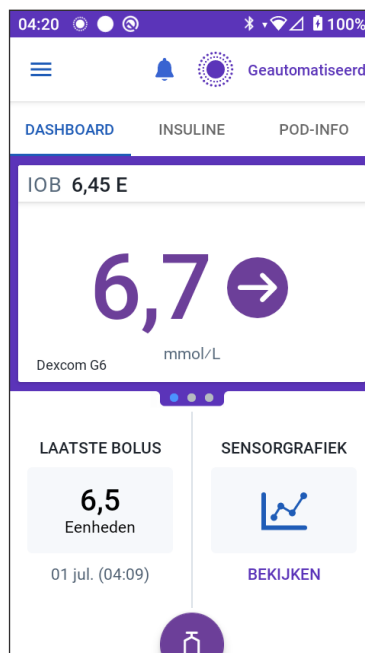 04:20 100%
Geautomatiseerd
DASHBOARD INSULINE POD-INFO
IOB 6,45 E
6,7
mmol/L
Dexcom G6
LAATSTE BOLUS
6,5
Eenheden
01 jul. (04:09)
SENSORGRAFIEK
BEKIJKEN